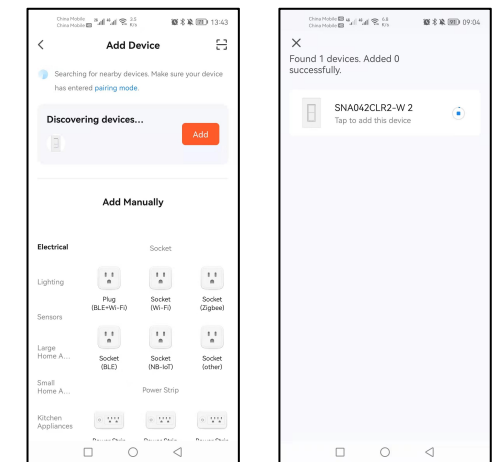 China Mobile
China Mobile
13:43
Add Device
Searching for nearby devices. Make sure your device
has entered pairing mode.
Discovering devices...
Add
Add Manually
Electrical
Socket
Lighting
Plug
(BLE+Wi-Fi)
Socket
(Wi-Fi)
Socket
(Zigbee)
Sensors
Large
Home A...
Socket
(BLE)
Socket
(NB-IoT)
Socket
(other)
Small
Home A...
Power Strip
Kitchen
Appliances
China Mobile
China Mobile
09:04
Found 1 devices. Added 0
successfully.
SNA042CLR2-W 2
Tap to add this device